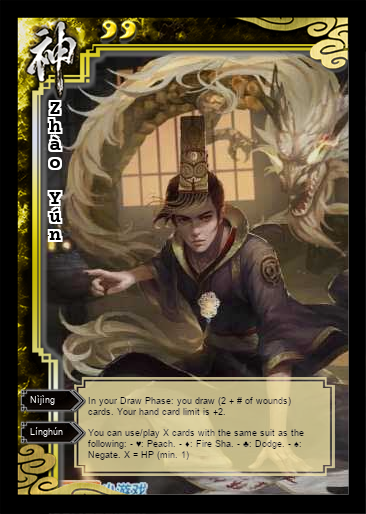 神
Zhào Yún
Nìjìng
In your Draw Phase: you draw (2 + # of wounds)
cards. Your hand card limit is +2.
Línghún
You can use/play X cards with the same suit as the
following: - ♥: Peach. - ♦: Fire Sha. - ♣: Dodge. - ♠:
Negate. X = HP (min. 1)
游戏